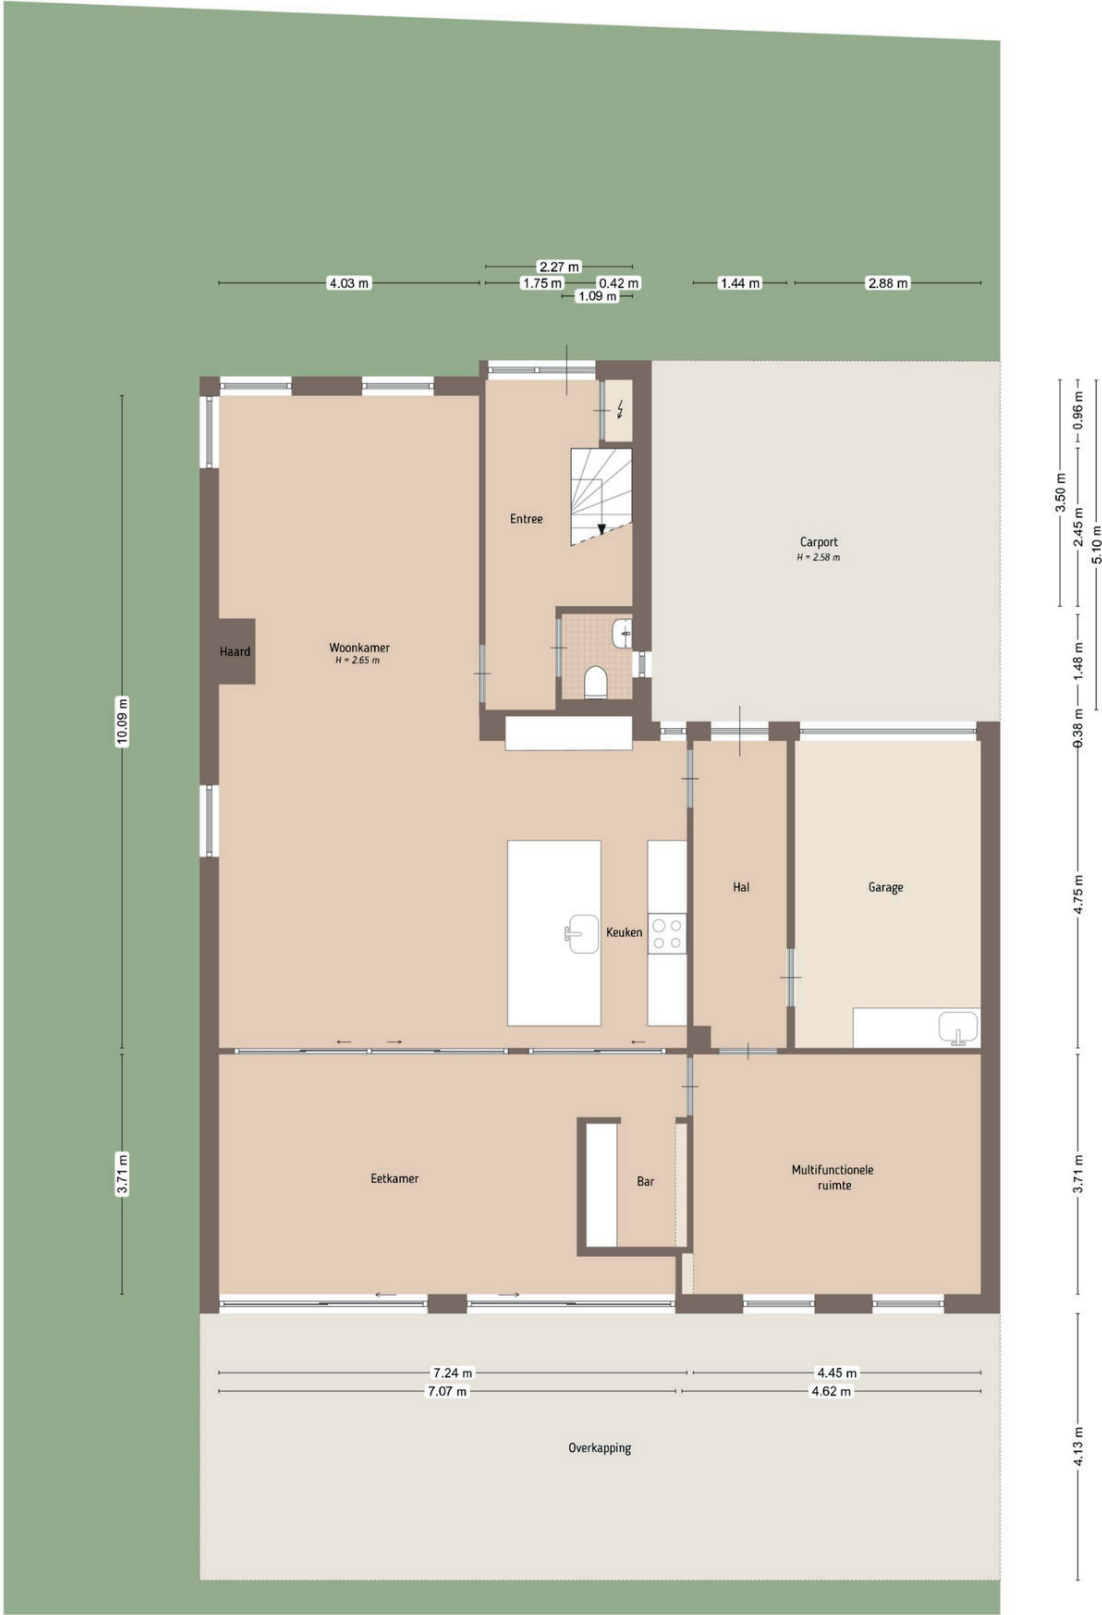 2.27 m
4.03 m
1.75 m
0.42 m
1.44 m
2.88 m
1.09 m
0.96 m
3.50 m
2.45 m
5.10 m
Entree
Carport
H = 2.58 m
Haard
Woonkamer
H = 2.65 m
1.48 m
10.09 m
0.38 m
Hal
Garage
4.75 m
Keuken
3.71 m
Eetkamer
Bar
Multifunctionele
ruimte
3.71 m
7.24 m
4.45 m
7.07 m
4.62 m
Overkapping
4.13 m